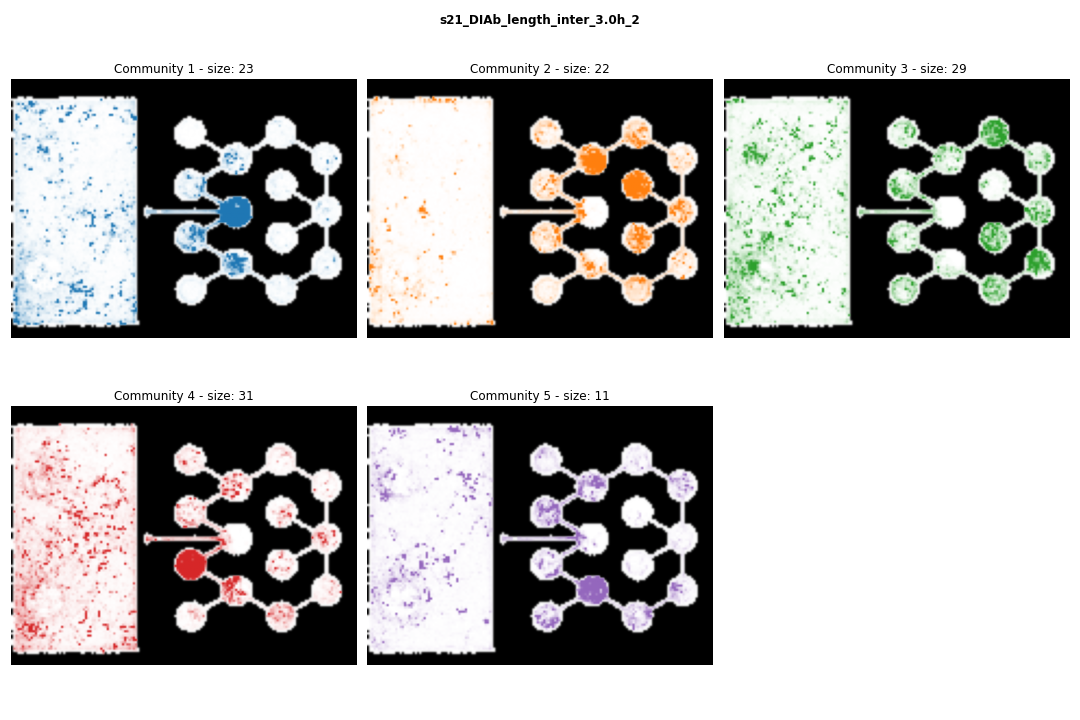 s21_DIAb_length_inter_3.0h_2
Community 1 - size: 23
Community 2 - size: 22
Community 3 - size: 29
Community 4 - size: 31
Community 5 - size: 11